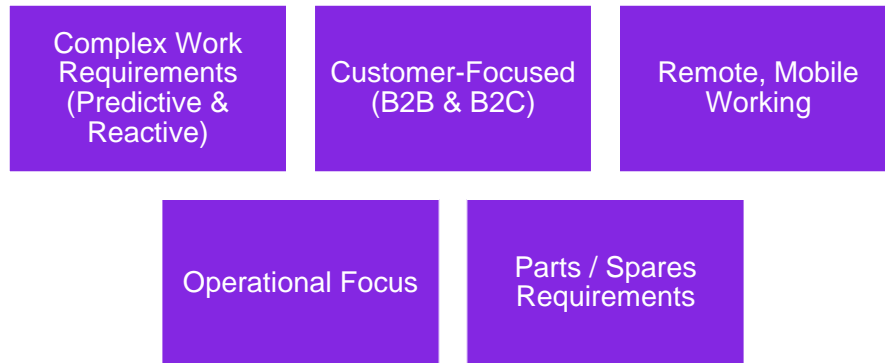 Complex Work
Requirements
(Predictive &
Reactive)
Customer-Focused
(B2B & B2C)
Remote, Mobile
Working
Operational Focus
Parts / Spares
Requirements